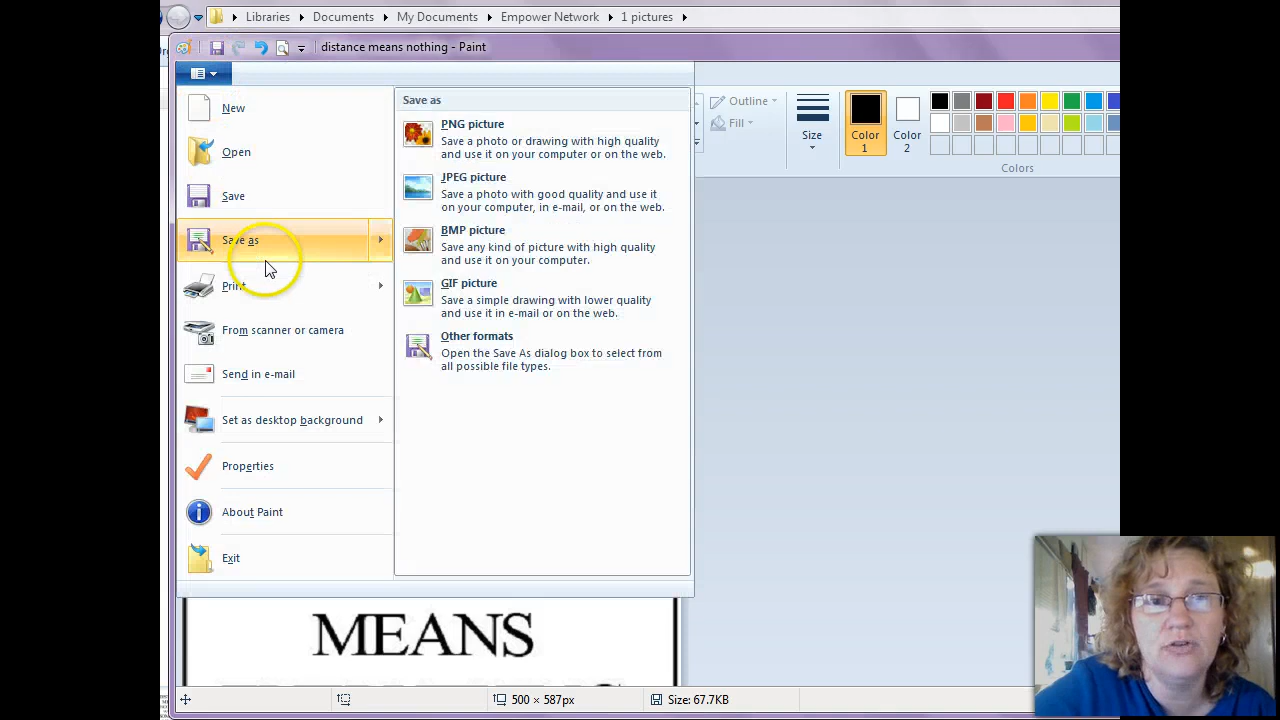 Libraries Documents My Documents Empower Network 1 pictures
distance means nothing - Paint
New
Open
Save
Save as
Print
From scanner or camera
Send in e-mail
Set as desktop background
Properties
About Paint
Exit
Save as
PNG picture
Save a photo or drawing with high quality
and use it on your computer or on the web.
JPEG picture
Save a photo with good quality and use it
on your computer, in e-mail, or on the web.
BMP picture
Save any kind of picture with high quality
and use it on your computer.
GIF picture
Save a simple drawing with lower quality
and use it in e-mail or on the web.
Other formats
Open the Save As dialog box to select from
all possible file types.
Outline
Fill
Size
Color
1
Color
2
Colors
MEANS
500 × 587px
Size: 67.7KB